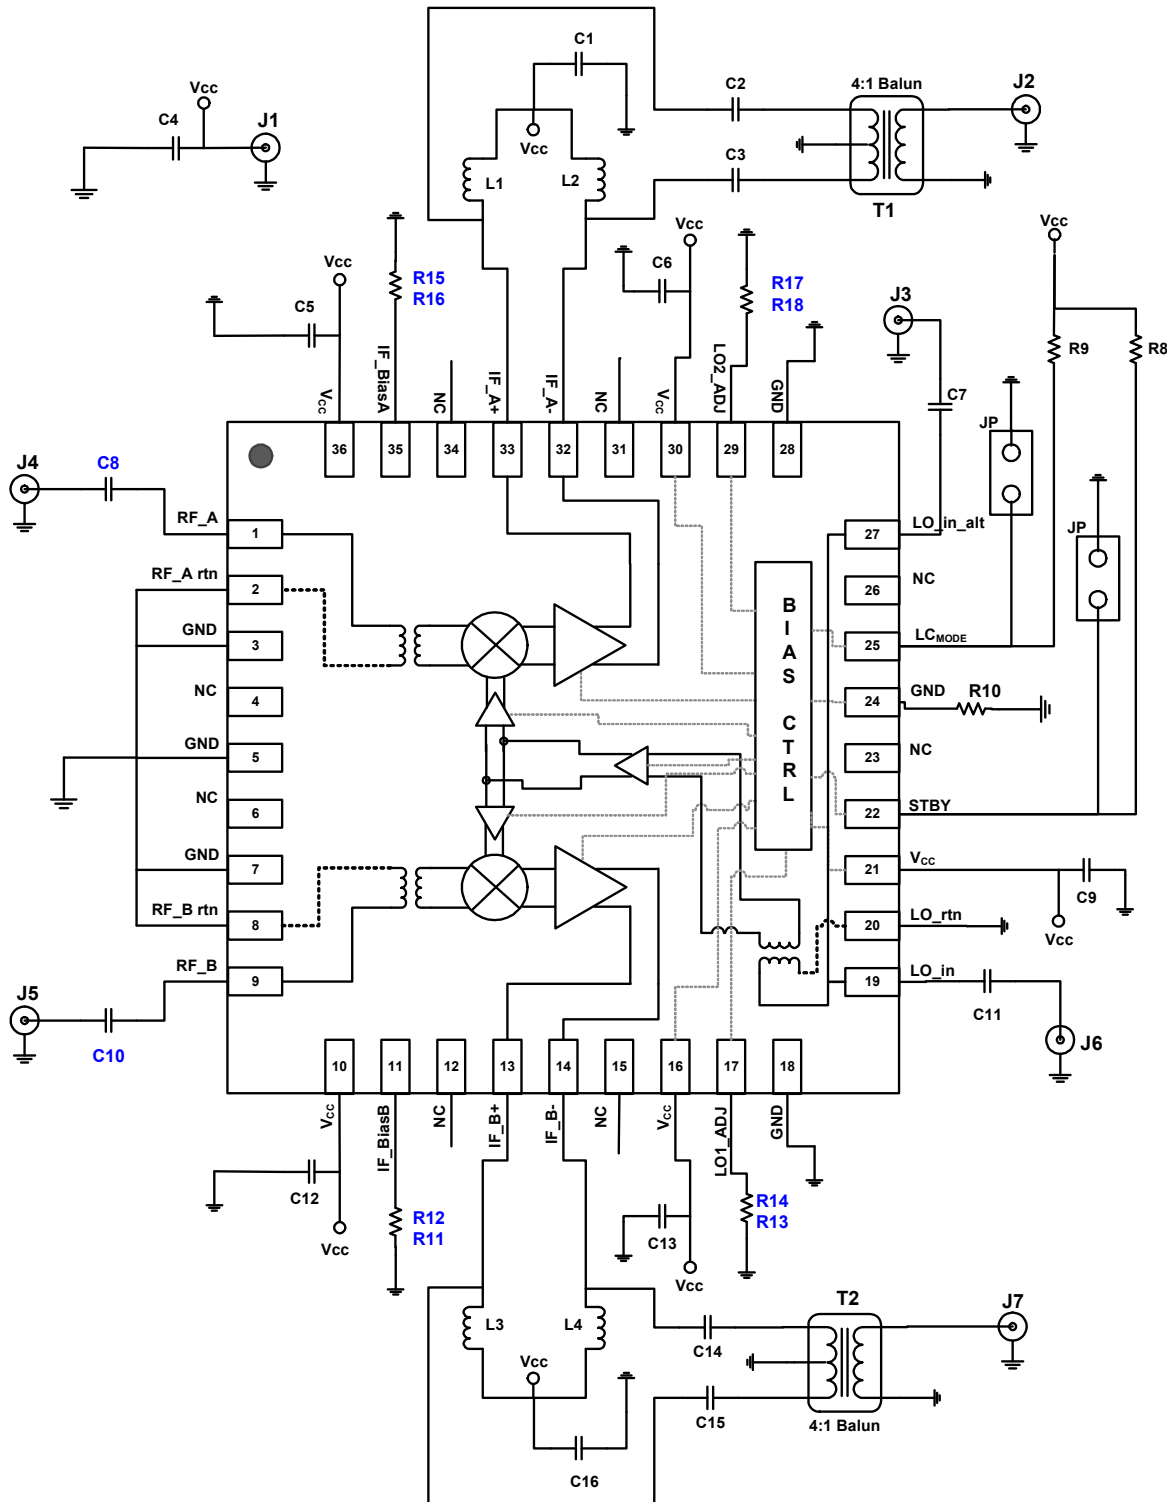 C1
C2
4:1 Balun
J2
Vcc
C4
J1
Vcc
C3
L1
L2
T1
Vcc
Vcc
Vcc
C6
R17
R18
J3
R15
R16
C5
R9
R8
C7
JP
JP
Vcc
IF_BiasA
NC
IF_A+
IF_A-
NC
Vcc
LO2_ADJ
GND
36
35
34
33
32
31
30
29
28
J4
C8
RF_A
1
RF_A rtn
2
GND
3
NC
4
GND
5
NC
6
GND
7
RF_B rtn
8
RF_B
9
BIAS CTRL
27
LO_in_alt
26
NC
25
LCMODE
24
GND
R10
23
NC
22
STBY
21
Vcc
C9
Vcc
20
LO_rtn
19
LO_in
C11
J6
J5
C10
10
11
12
13
14
15
16
17
18
Vcc
IF_BiasB
NC
IF_B+
IF_B-
NC
Vcc
LO1_ADJ
GND
C12
Vcc
R12
R11
C13
Vcc
R14
R13
L3
L4
Vcc
C14
T2
J7
C15
4:1 Balun
C16